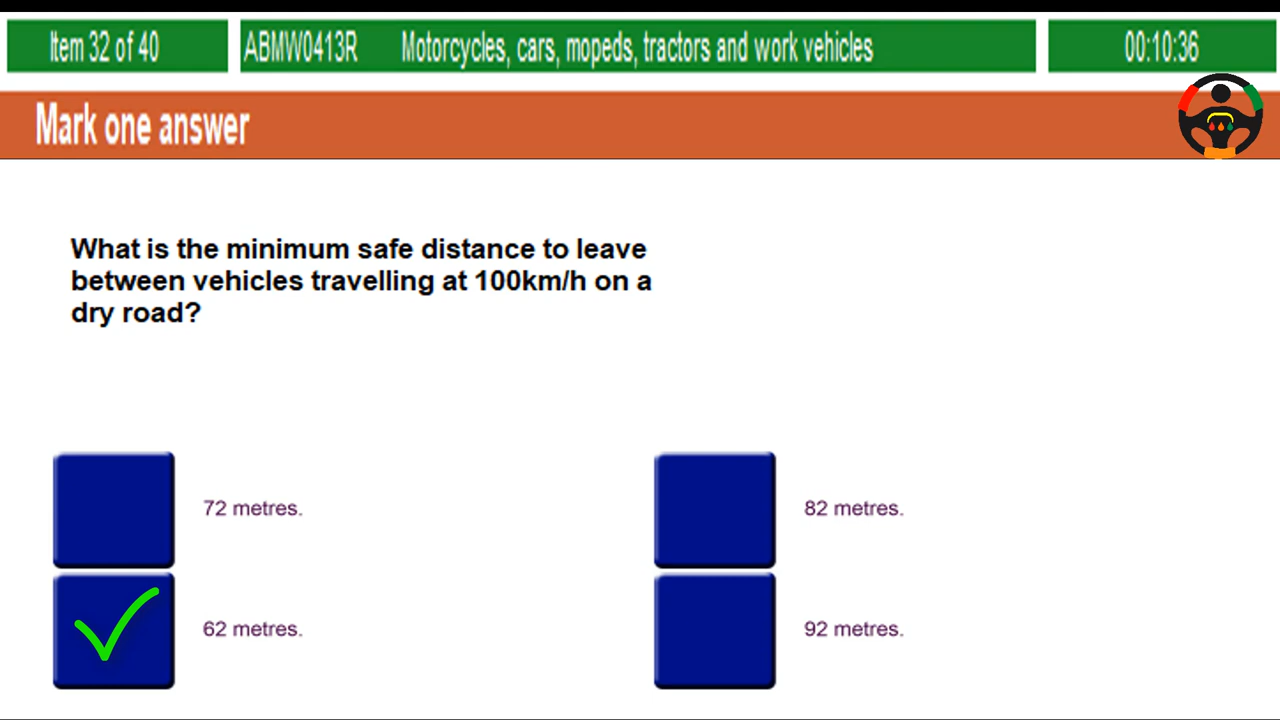 Item 32 of 40
ABMW0413R Motorcycles, cars, mopeds, tractors and work vehicles
00:10:36
Mark one answer
What is the minimum safe distance to leave
between vehicles travelling at 100km/h on a
dry road?
72 metres.
82 metres.
62 metres.
92 metres.